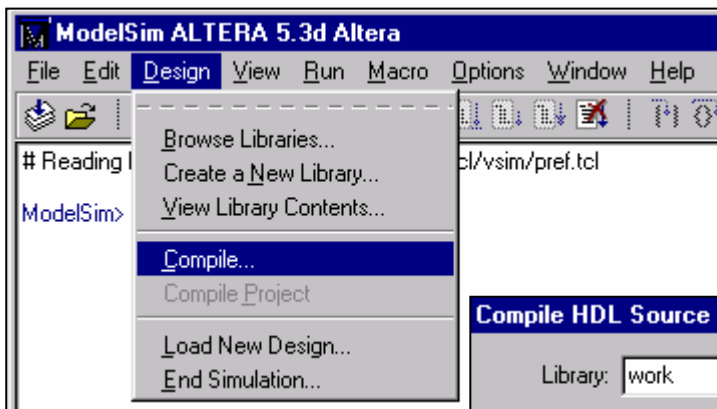 ModelSim ALTERA 5.3d Altera
File Edit Design View Run Macro Options Window Help
# Reading cl/vsim/pref.tcl
ModelSim>
Browse Libraries...
Create a New Library...
View Library Contents...
Compile...
Compile Project
Load New Design...
End Simulation...
Compile HDL Source
Library: work